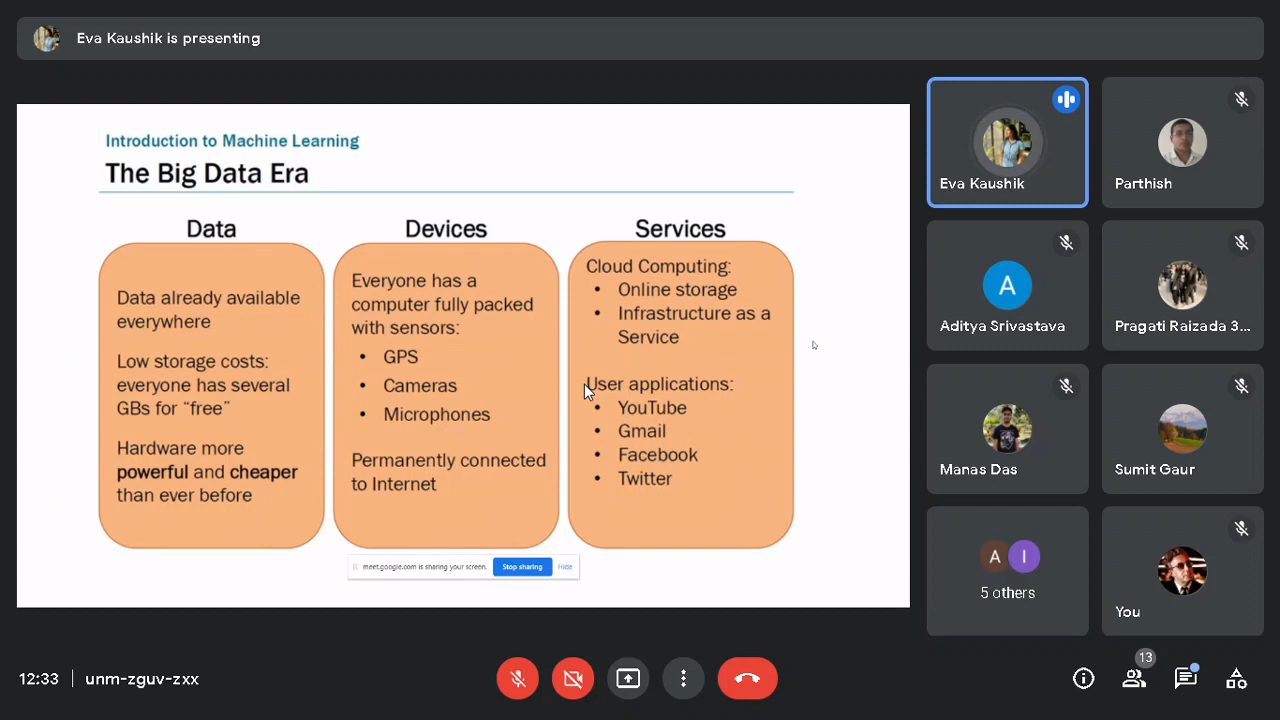 Eva Kaushik is presenting
Introduction to Machine Learning
The Big Data Era
Data
Data already available
everywhere
Low storage costs:
everyone has several
GBs for “free”
Hardware more
powerful and cheaper
than ever before
Devices
Everyone has a
computer fully packed
with sensors:
• GPS
• Cameras
• Microphones
Permanently connected
to Internet
Services
Cloud Computing:
• Online storage
• Infrastructure as a
Service
User applications:
• YouTube
• Gmail
• Facebook
• Twitter
meet.google.com is sharing your screen.
Stop sharing
Hide
Eva Kaushik
Parthish
A
Aditya Srivastava
Pragati Raizada 3...
Manas Das
Sumit Gaur
A I
5 others
You
12:33 | unm-zguv-zxx
13